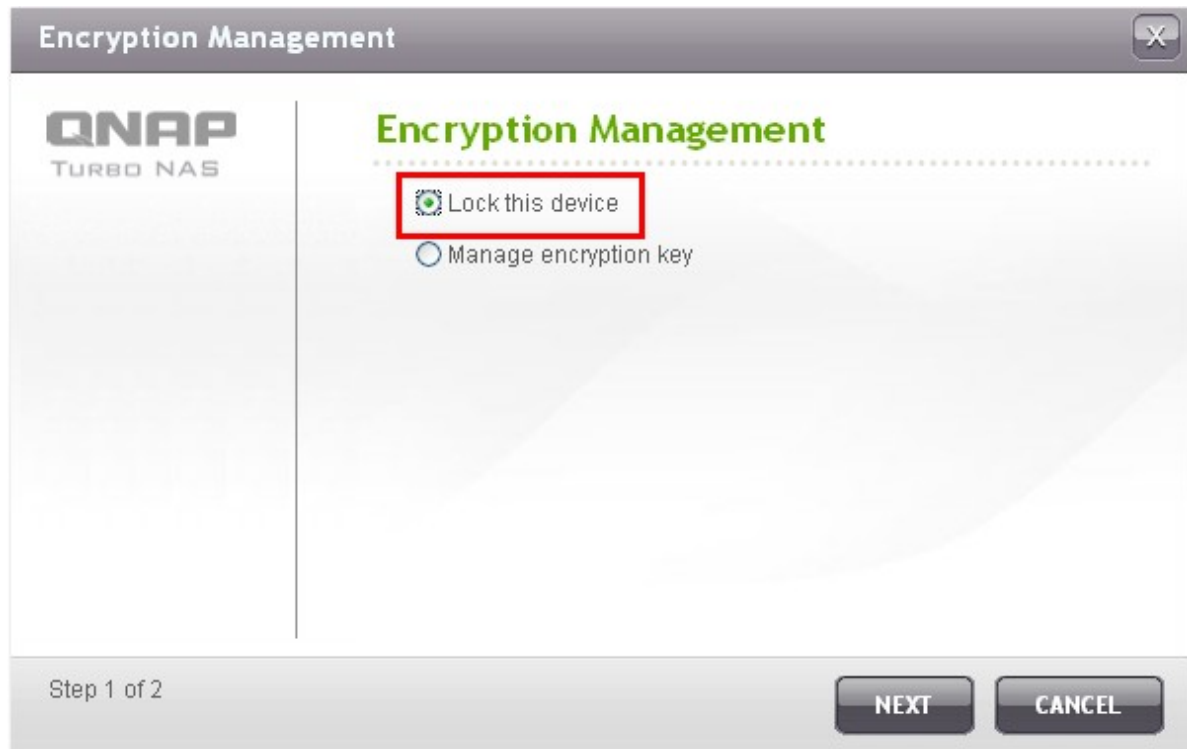 Encryption Management
X
QNAP
TURBO NAS
Encryption Management
Lock this device
Manage encryption key
Step 1 of 2
NEXT
CANCEL